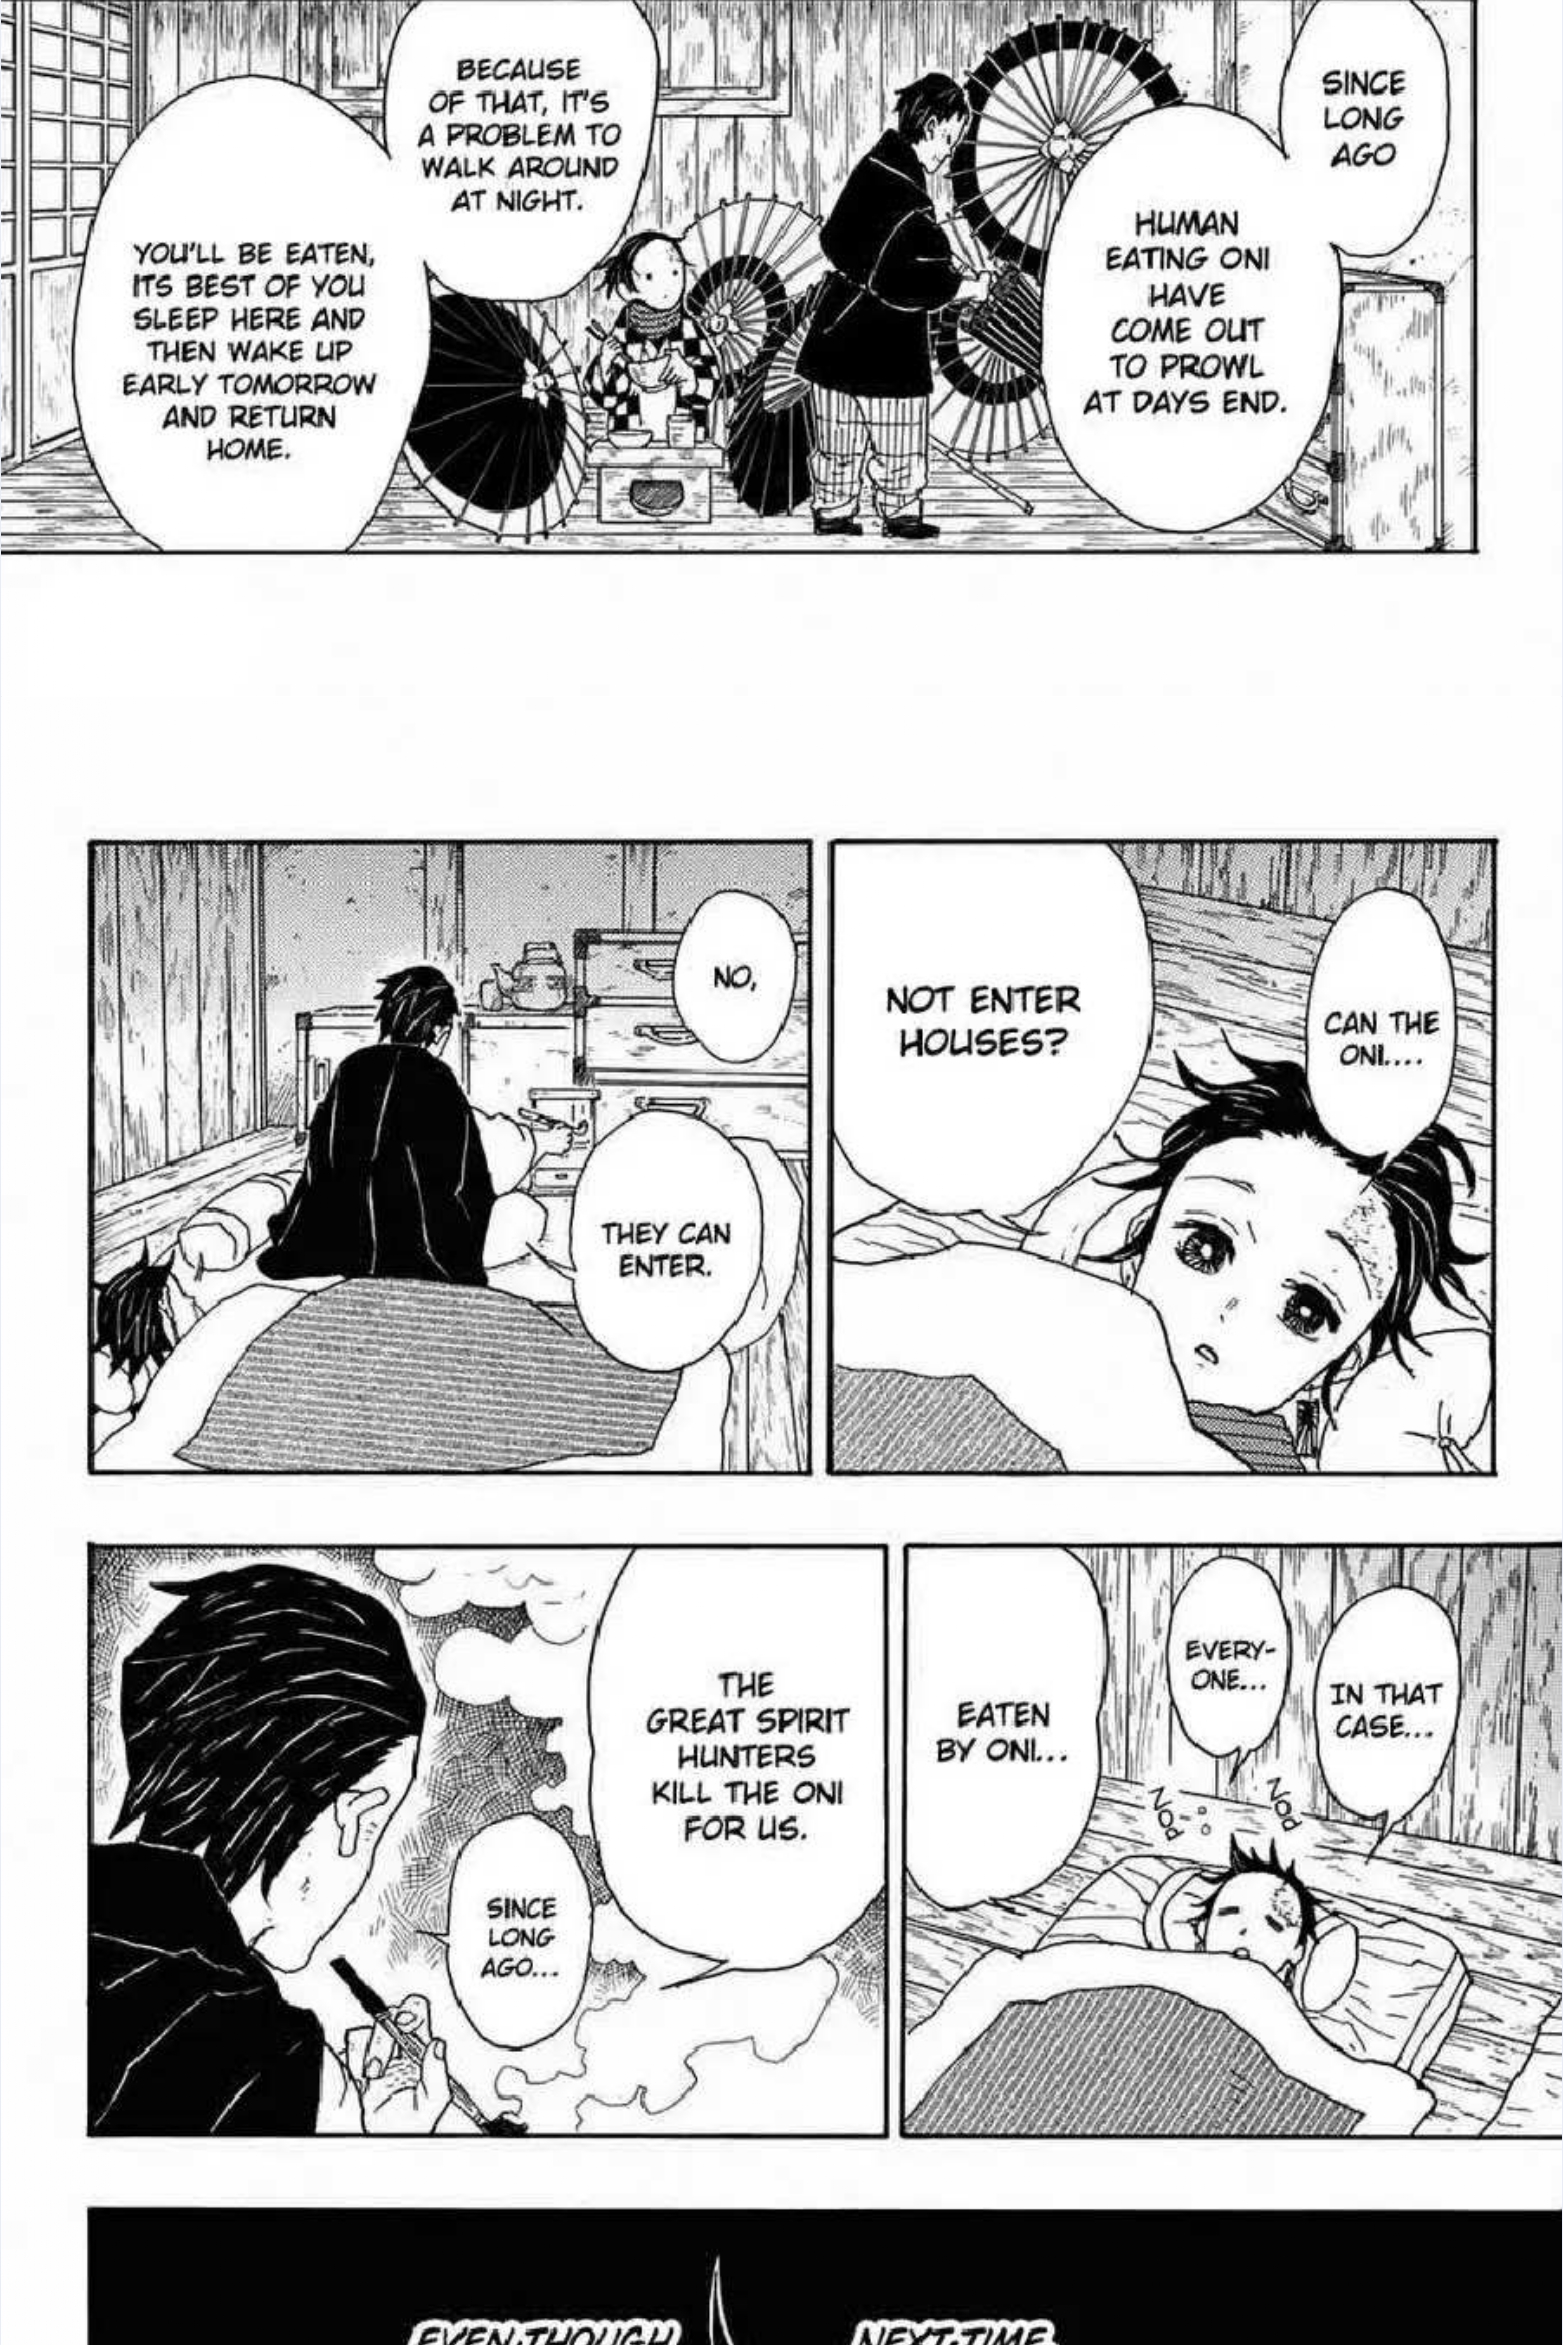 SINCE
LONG
AGO
HUMAN
EATING ONI
HAVE
COME OUT
TO PROWL
AT DAYS END.
BECAUSE
OF THAT, IT'S
A PROBLEM TO
WALK AROUND
AT NIGHT.
YOU'LL BE EATEN,
ITS BEST OF YOU
SLEEP HERE AND
THEN WAKE UP
EARLY TOMORROW
AND RETURN
HOME.
CAN THE
ONI....
NOT ENTER
HOUSES?
NO,
THEY CAN
ENTER.
IN THAT
CASE...
EVERY-
ONE...
PON
PON
EATEN
BY ONI...
THE
GREAT SPIRIT
HUNTERS
KILL THE ONI
FOR US.
SINCE
LONG
AGO...
NEXT TIME
EVEN THOUGH